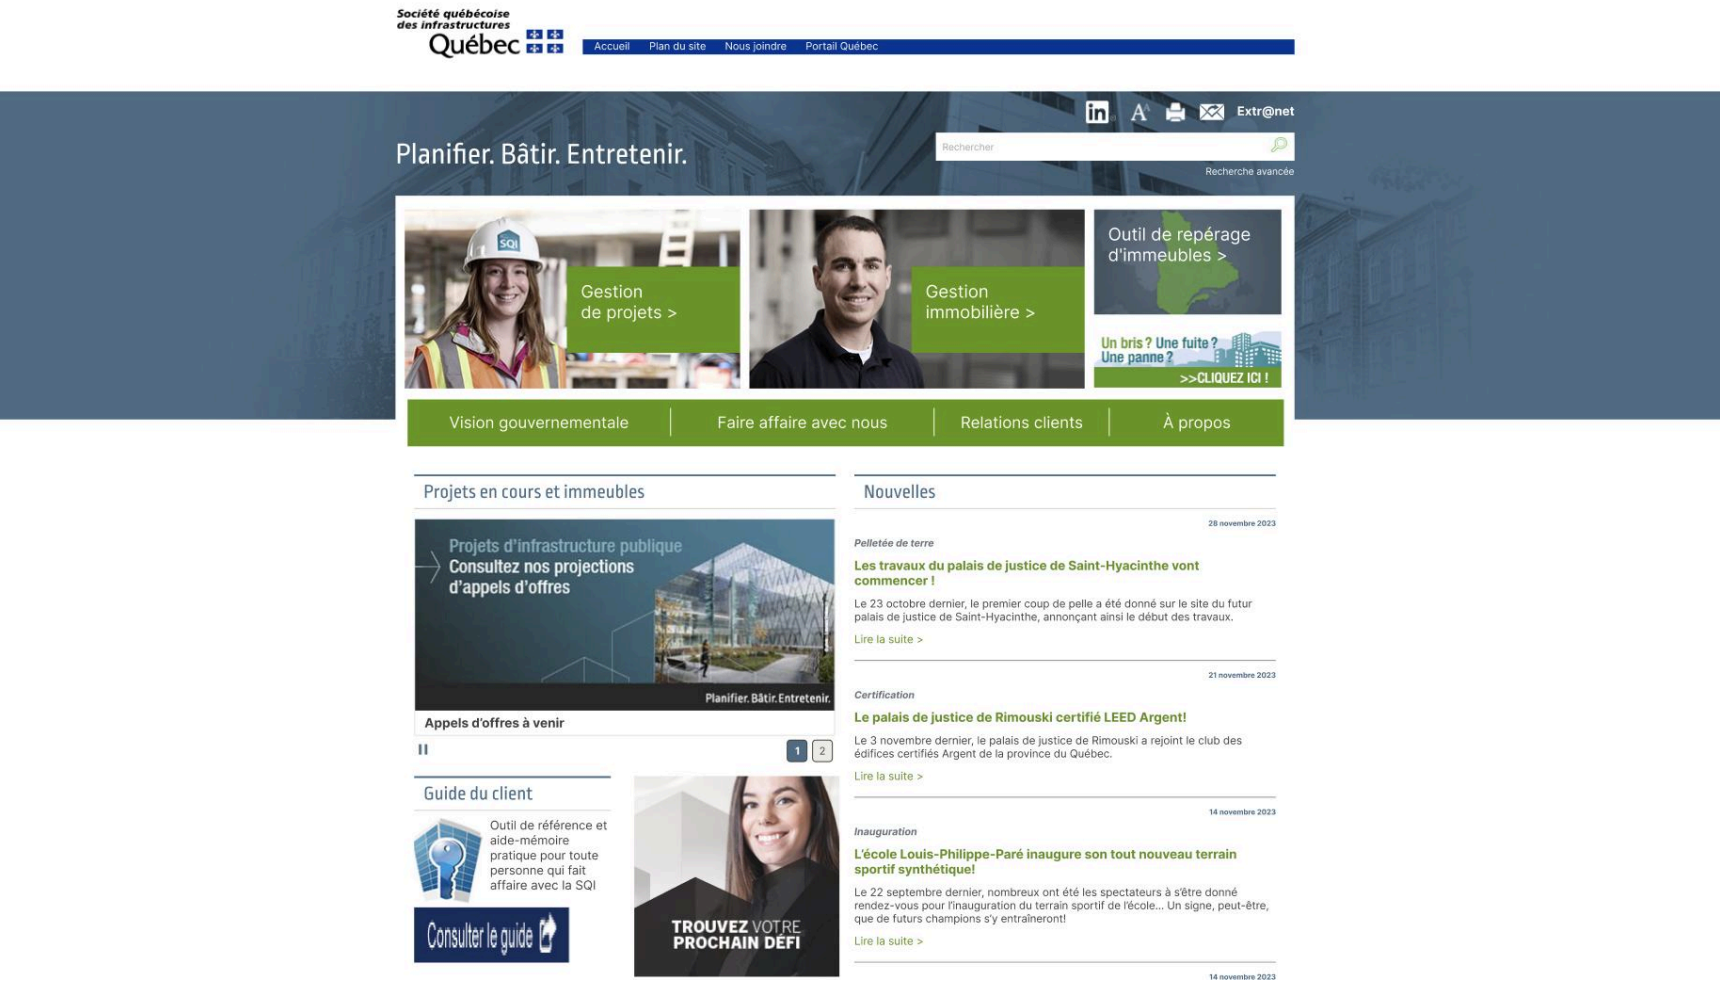 Société québécoise
des infrastructures
Québec
Accueil Plan du site Nous joindre Portail Québec
Extr@net
Planifier. Bâtir. Entretenir.
Rechercher
Recherche avancée
SQI
Gestion
de projets >
Gestion
immobilière >
Outil de repérage
d'immeubles >
Un bris ? Une fuite ?
Une panne ?
>>CLIQUEZ ICI !
Vision gouvernementale
Faire affaire avec nous
Relations clients
À propos
Projets en cours et immeubles
Projets d'infrastructure publique
Consultez nos projections
d'appels d'offres
Planifier. Bâtir. Entretenir.
Appels d'offres à venir
1 2
Guide du client
Outil de référence et
aide-mémoire
pratique pour toute
personne qui fait
affaire avec la SQI
Consulter le guide
TROUVEZ VOTRE
PROCHAIN DÉFI
Nouvelles
28 novembre 2023
Pelletée de terre
Les travaux du palais de justice de Saint-Hyacinthe vont
commencer !
Le 23 octobre dernier, le premier coup de pelle a été donné sur le site du futur
palais de justice de Saint-Hyacinthe, annonçant ainsi le début des travaux.
Lire la suite >
21 novembre 2023
Certification
Le palais de justice de Rimouski certifié LEED Argent!
Le 3 novembre dernier, le palais de justice de Rimouski a rejoint le club des
édifices certifiés Argent de la province du Québec.
Lire la suite >
14 novembre 2023
Inauguration
L'école Louis-Philippe-Paré inaugure son tout nouveau terrain
sportif synthétique!
Le 22 septembre dernier, nombreux ont été les spectateurs à s'être donné
rendez-vous pour l'inauguration du terrain sportif de l'école... Un signe, peut-être,
que de futurs champions s'y entraîneront!
Lire la suite >
14 novembre 2023